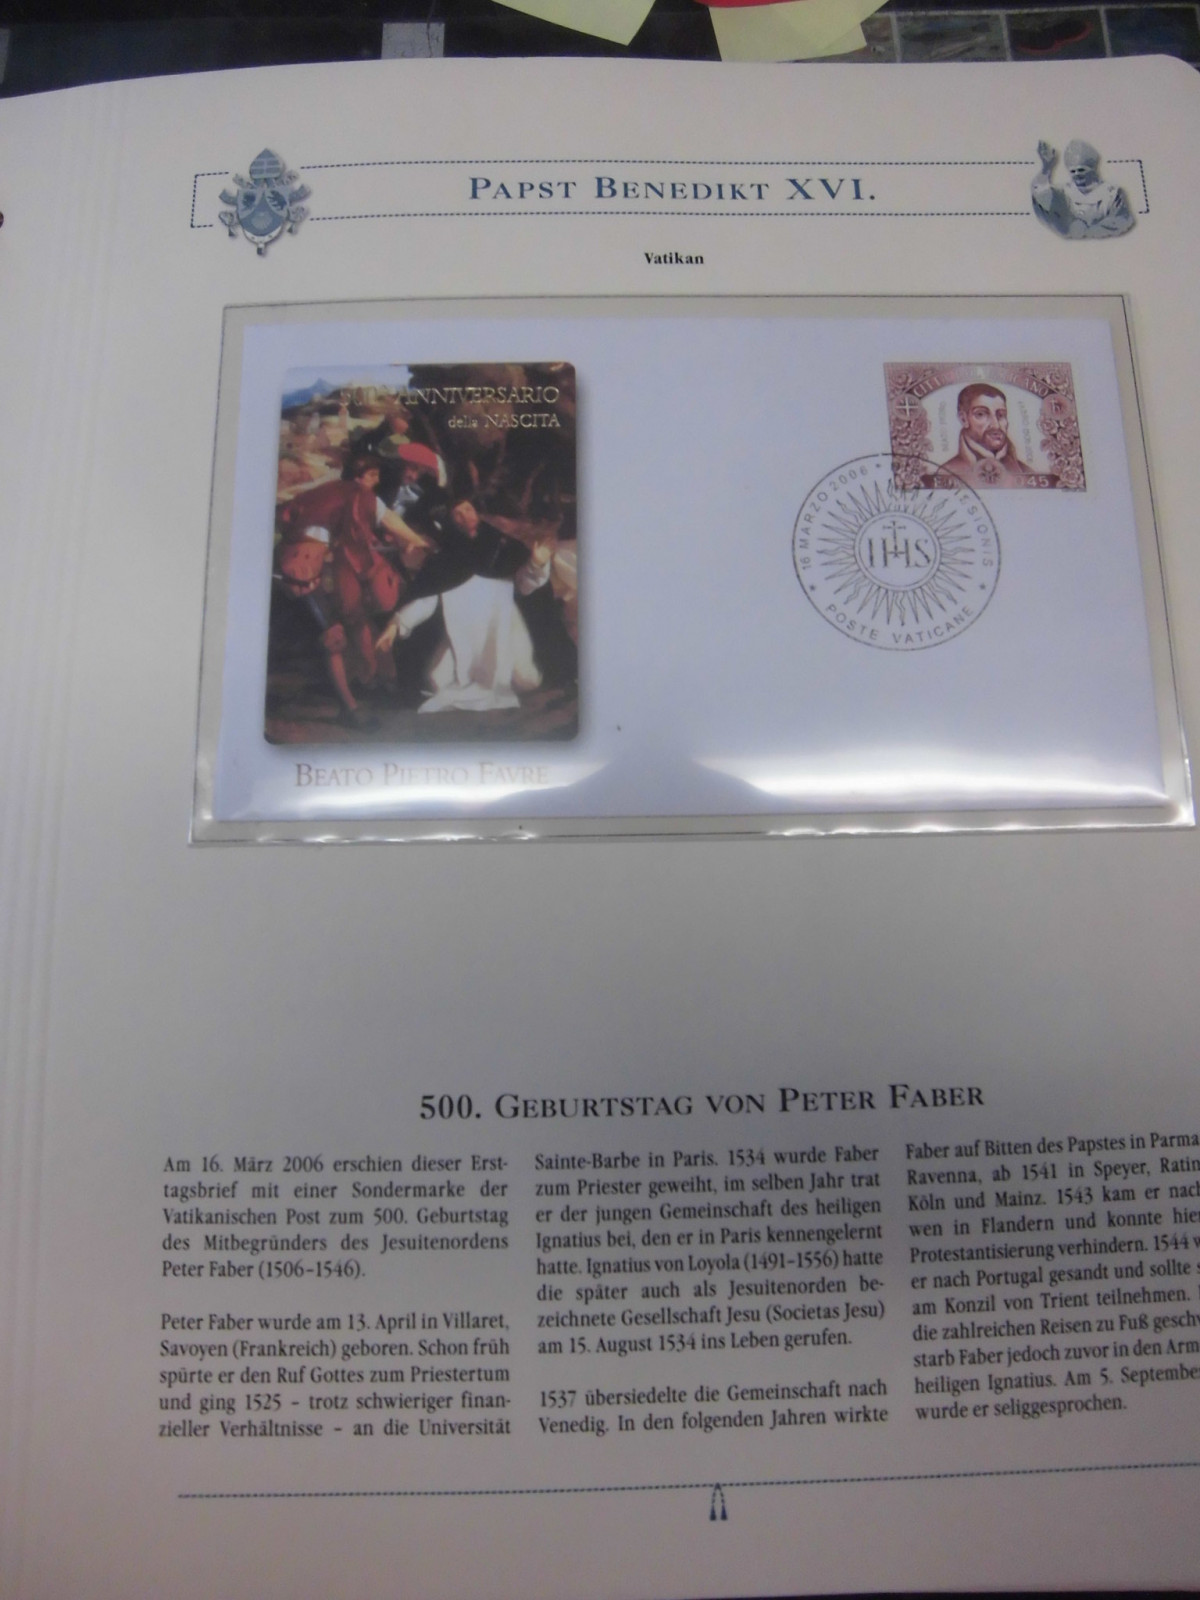 PAPST BENEDIKT XVI.
Vatikan
ANNIVERSARIO
della NASCITA
BEATO PIETRO FAVRE
0,45
16 MARZO 2006
IHS
POSTE VATICANE
500. GEBURTSTAG VON PETER FABER
Am 16. März 2006 erschien dieser Erst-
tagsbrief mit einer Sondermarke der
Vatikanischen Post zum 500. Geburtstag
des Mitbegründers des Jesuitenordens
Peter Faber (1506–1546).
Peter Faber wurde am 13. April in Villaret,
Savoyen (Frankreich) geboren. Schon früh
spürte er den Ruf Gottes zum Priestertum
und ging 1525 – trotz schwieriger finan-
zieller Verhältnisse – an die Universität
Sainte-Barbe in Paris. 1534 wurde Faber
zum Priester geweiht, im selben Jahr trat
er der jungen Gemeinschaft des heiligen
Ignatius bei, den er in Paris kennengelernt
hatte. Ignatius von Loyola (1491–1556) hatte
die später auch als Jesuitenorden be-
zeichnete Gesellschaft Jesu (Societas Jesu)
am 15. August 1534 ins Leben gerufen.
1537 übersiedelte die Gemeinschaft nach
Venedig. In den folgenden Jahren wirkte
Faber auf Bitten des Papstes in Parma
Ravenna, ab 1541 in Speyer,
Köln und Mainz. 1543 kam er nach
wen in Flandern und konnte hier
Protestantisierung verhindern. 1544
er nach Portugal gesandt und sollte
am Konzil von Trient teilnehmen.
die zahlreichen Reisen zu Fuß
starb Faber jedoch zuvor in den
heiligen Ignatius. Am 5. September
wurde er seliggesprochen.